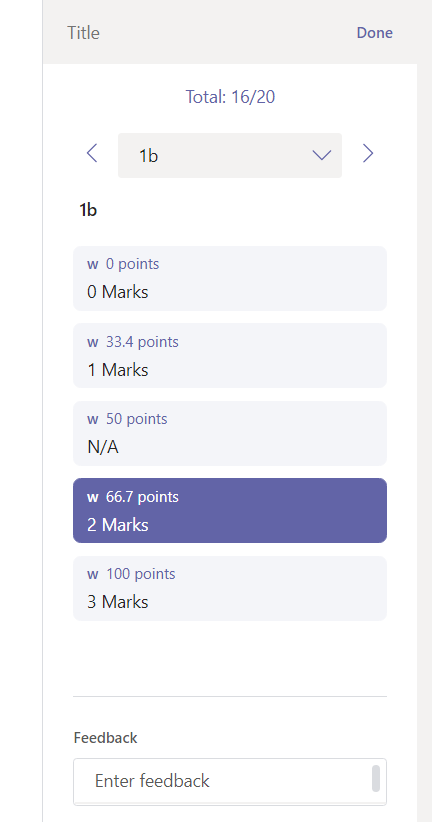 Title
Done
Total: 16/20
1b
1b
w 0 points
0 Marks
w 33.4 points
1 Marks
w 50 points
N/A
w 66.7 points
2 Marks
w 100 points
3 Marks
Feedback
Enter feedback